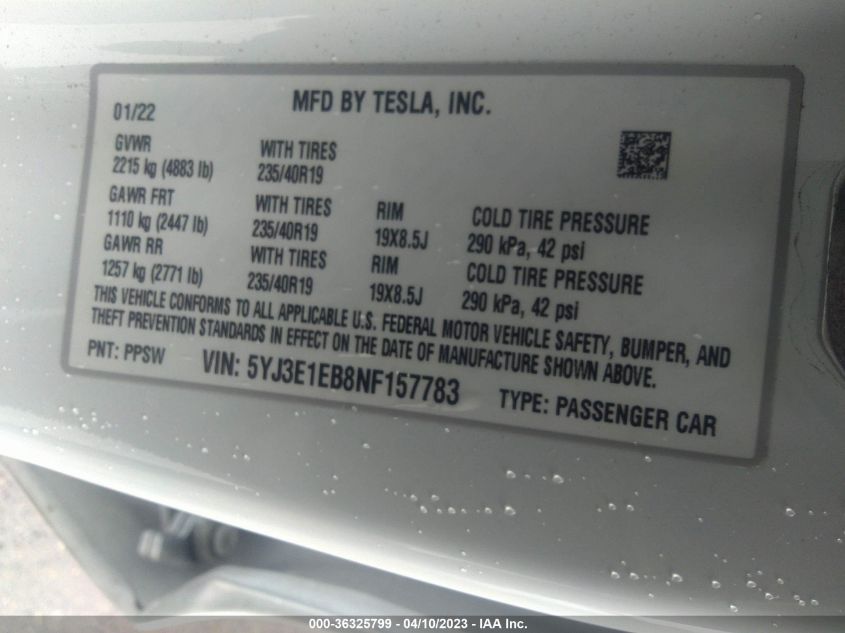 01/22 MFD BY TESLA, INC.
GVWR
2215 kg (4883 lb) WITH TIRES
235/40R19
GAWR FRT
1110 kg (2447 lb) WITH TIRES
235/40R19 RIM
19X8.5J COLD TIRE PRESSURE
290 kPa, 42 psi
GAWR RR
1257 kg (2771 lb) WITH TIRES
235/40R19 RIM
19X8.5J COLD TIRE PRESSURE
290 kPa, 42 psi
THIS VEHICLE CONFORMS TO ALL APPLICABLE U.S. FEDERAL MOTOR VEHICLE SAFETY, BUMPER, AND
THEFT PREVENTION STANDARDS IN EFFECT ON THE DATE OF MANUFACTURE SHOWN ABOVE.
PNT: PPSW VIN: 5YJ3E1EB8NF157783 TYPE: PASSENGER CAR
000-36325799 - 04/10/2023 - IAA Inc.